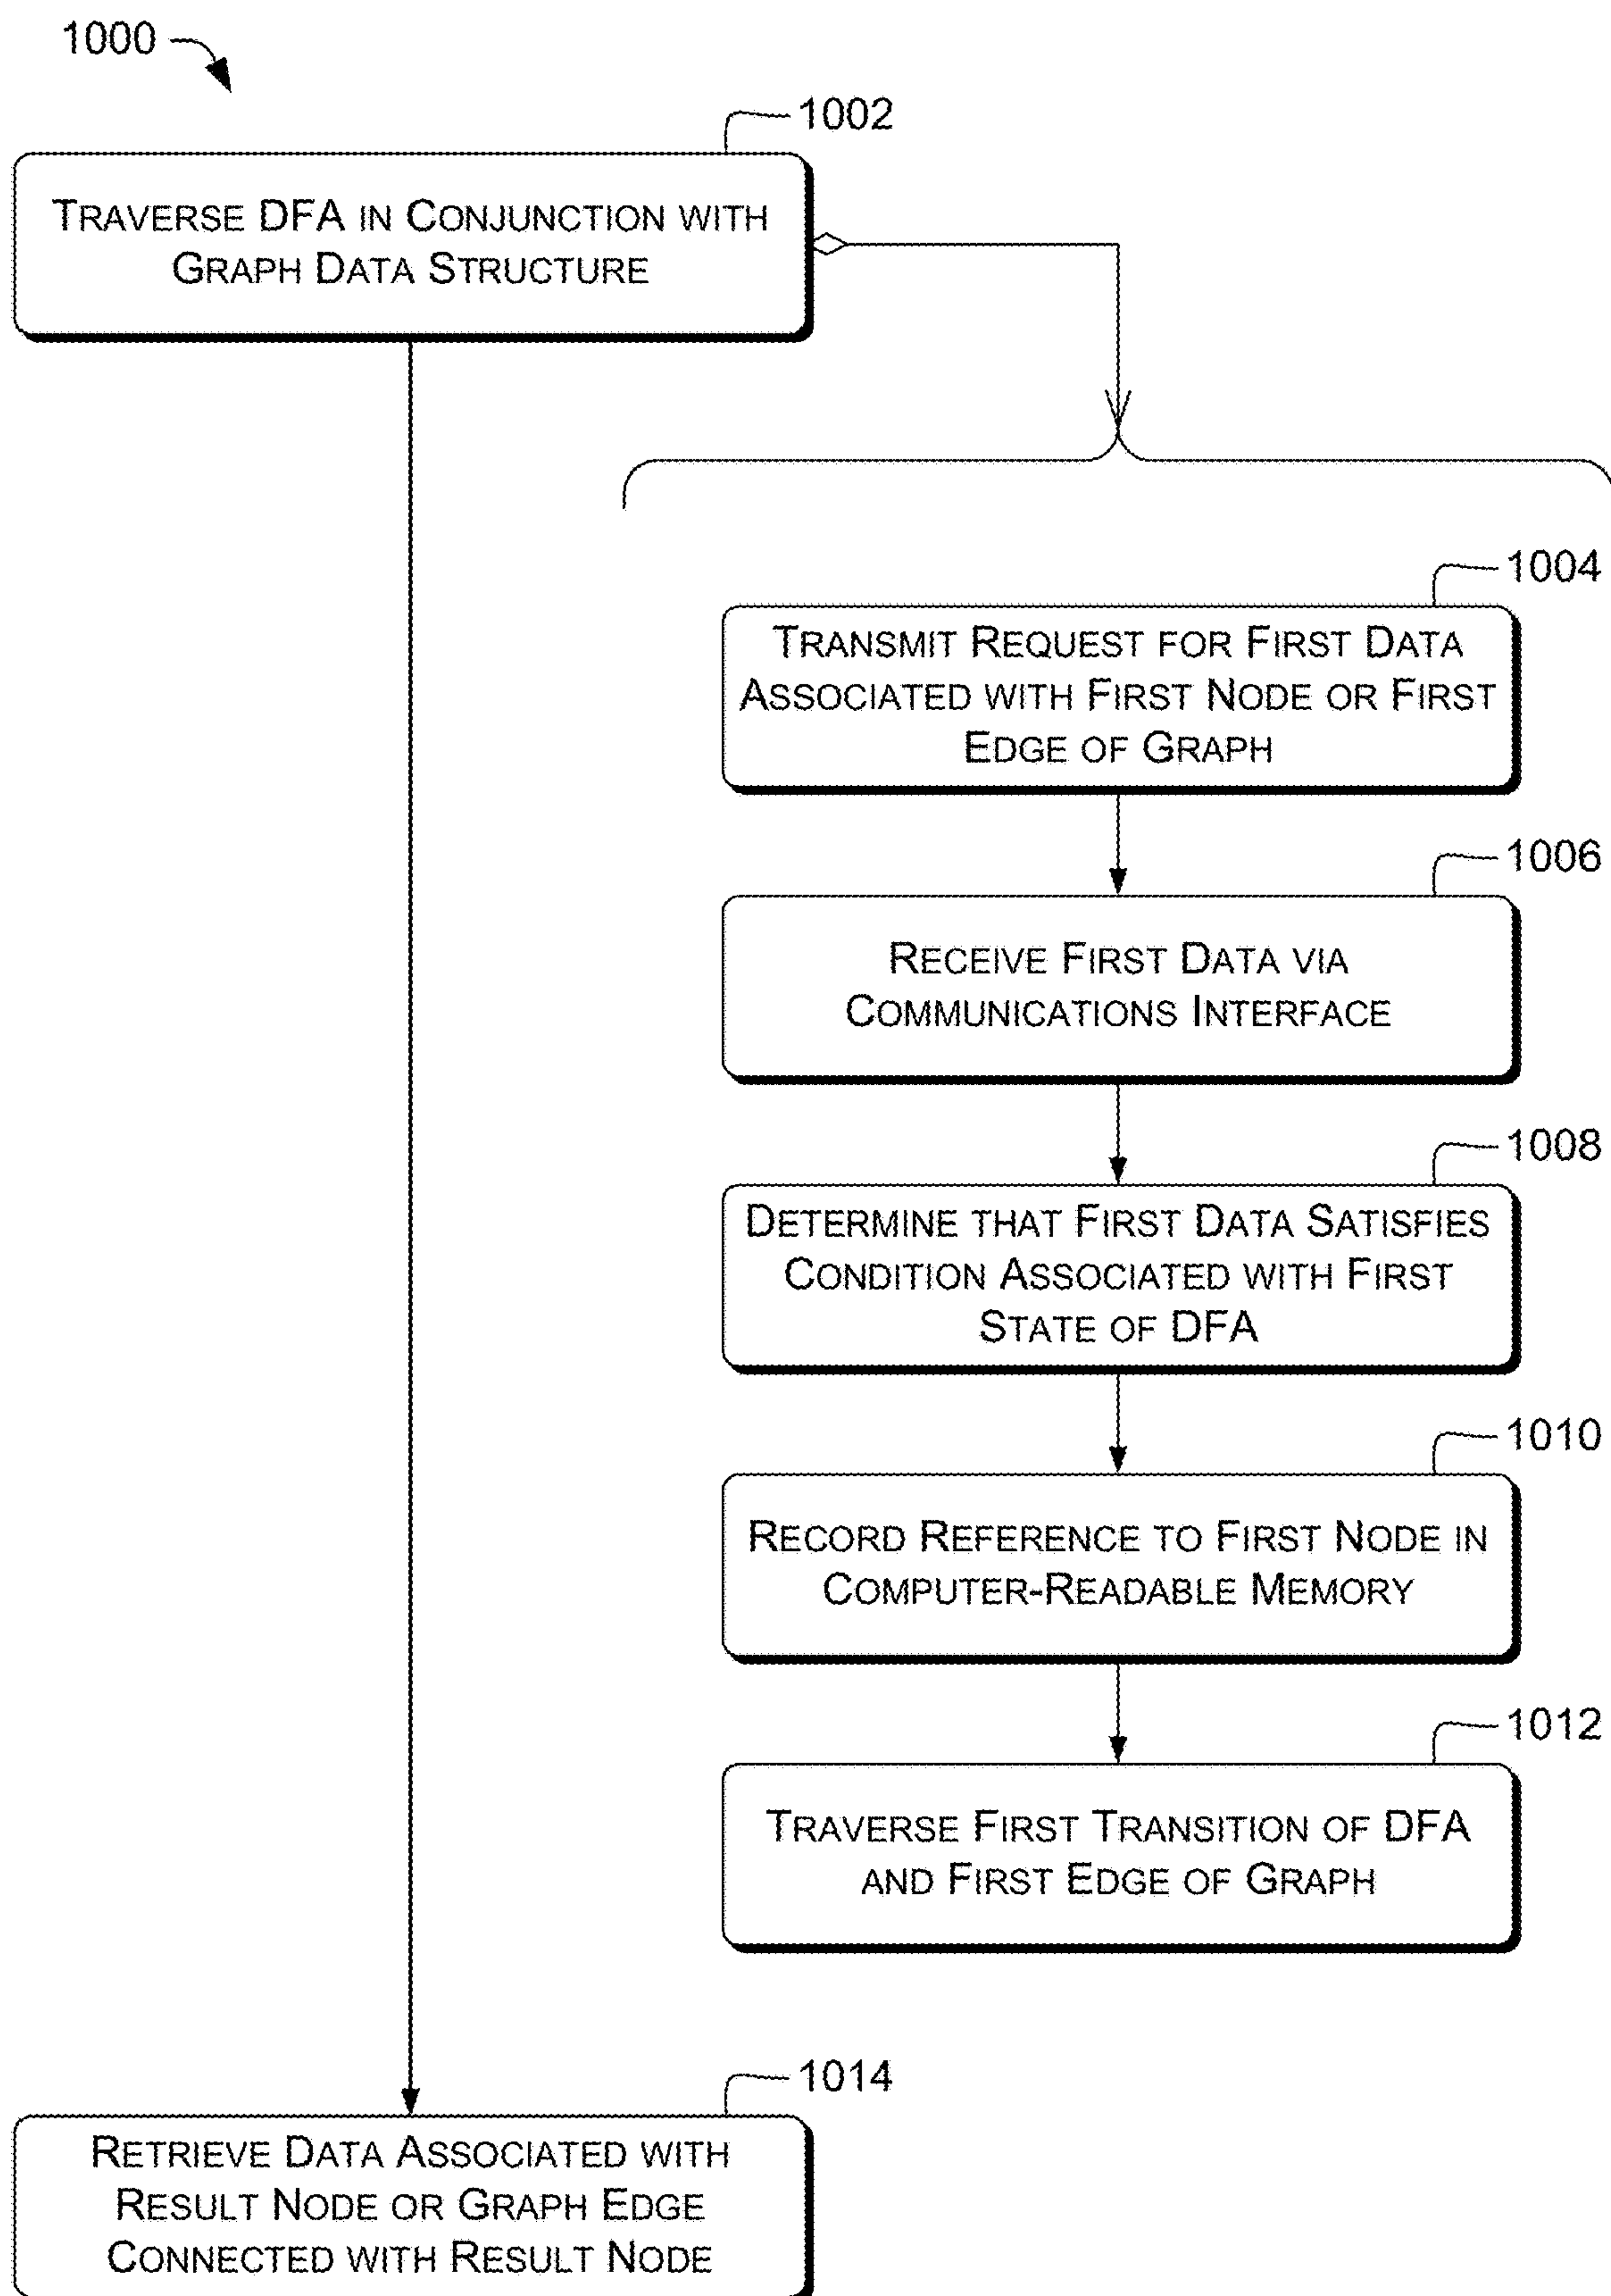 1000
1002
TRAVERSE DFA IN CONJUNCTION WITH
GRAPH DATA STRUCTURE
1004
TRANSMIT REQUEST FOR FIRST DATA
ASSOCIATED WITH FIRST NODE OR FIRST
EDGE OF GRAPH
1006
RECEIVE FIRST DATA VIA
COMMUNICATIONS INTERFACE
1008
DETERMINE THAT FIRST DATA SATISFIES
CONDITION ASSOCIATED WITH FIRST
STATE OF DFA
1010
RECORD REFERENCE TO FIRST NODE IN
COMPUTER-READABLE MEMORY
1012
TRAVERSE FIRST TRANSITION OF DFA
AND FIRST EDGE OF GRAPH
1014
RETRIEVE DATA ASSOCIATED WITH
RESULT NODE OR GRAPH EDGE
CONNECTED WITH RESULT NODE